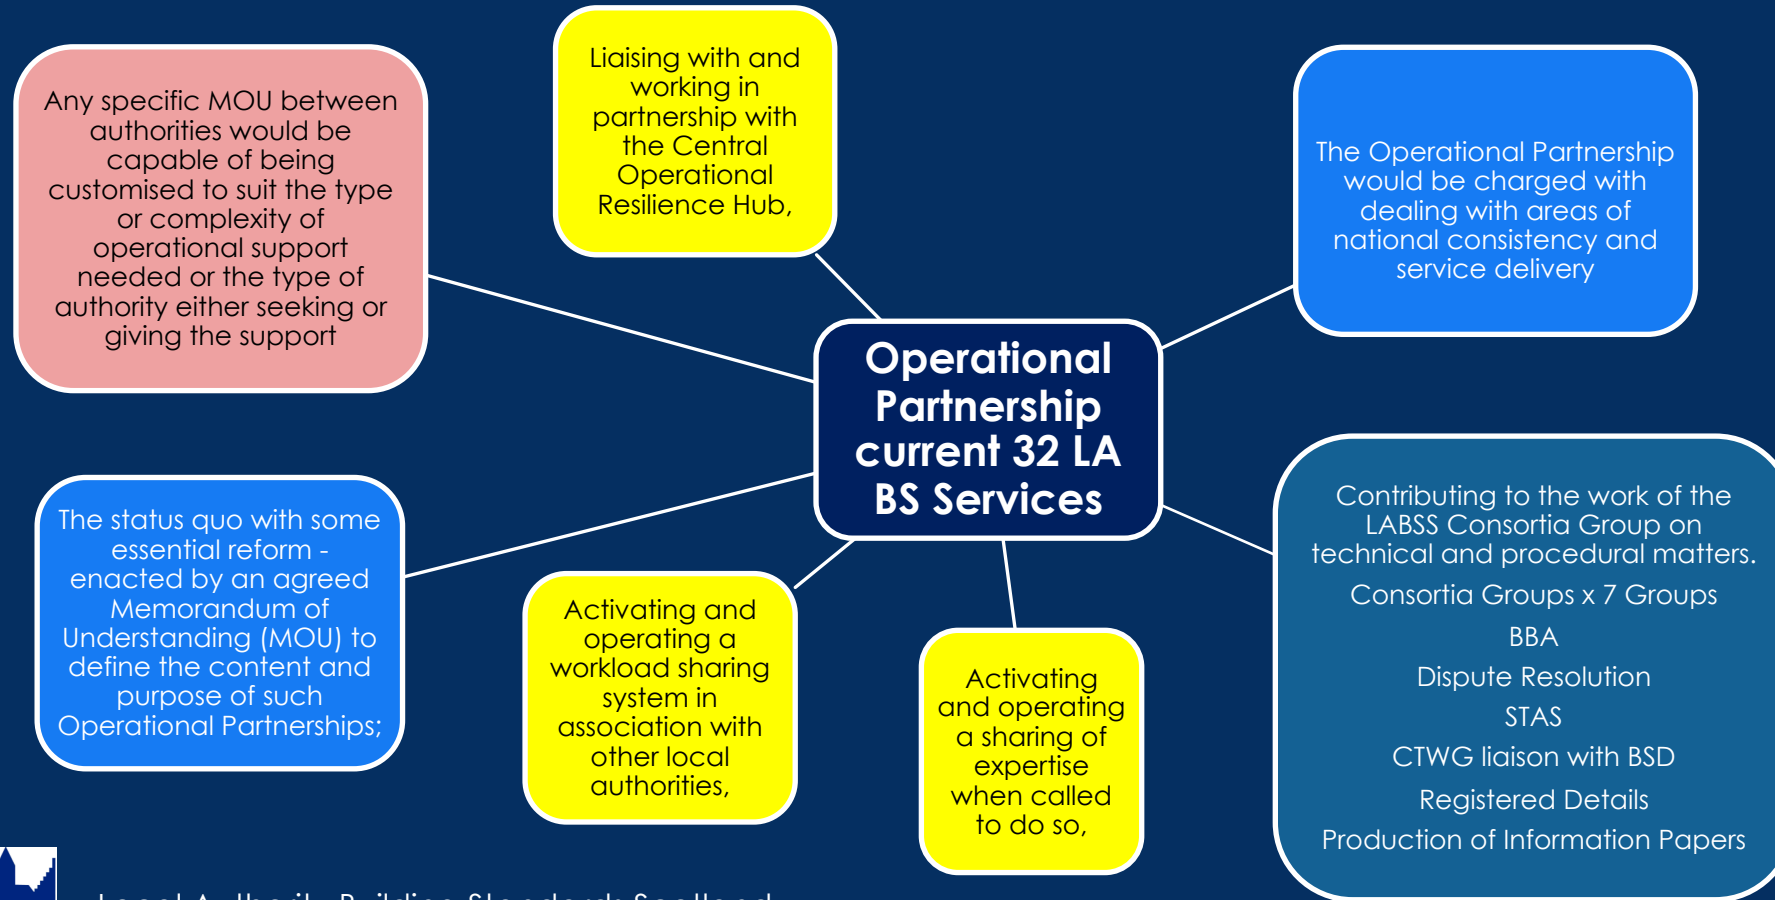 Any specific MOU between
authorities would be
capable of being
customised to suit the type
or complexity of
operational support
needed or the type of
authority either seeking or
giving the support
Liaising with and
working in
partnership with
the Central
Operational
Resilience Hub,
The Operational Partnership
would be charged with
dealing with areas of
national consistency and
service delivery
Operational
Partnership
current 32 LA
BS Services
The status quo with some
essential reform -
enacted by an agreed
Memorandum of
Understanding (MOU) to
define the content and
purpose of such
Operational Partnerships;
Activating and
operating a
workload sharing
system in
association with
other local
authorities,
Activating
and operating
a sharing of
expertise
when called
to do so,
Contributing to the work of the
LABSS Consortia Group on
technical and procedural matters.
Consortia Groups x 7 Groups
BBA
Dispute Resolution
STAS
CTWG liaison with BSD
Registered Details
Production of Information Papers
Local Authority Building Standards Scotland